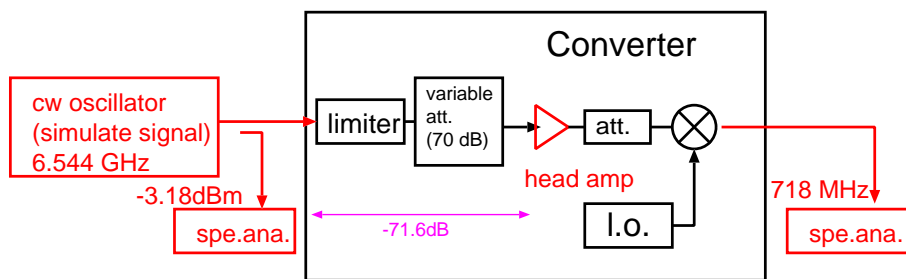 Converter
cw oscillator
(simulate signal)
6.544 GHz
limiter
variable
att.
(70 dB)
att.
head amp
-3.18dBm
718 MHz
spe.ana.
-71.6dB
l.o.
spe.ana.